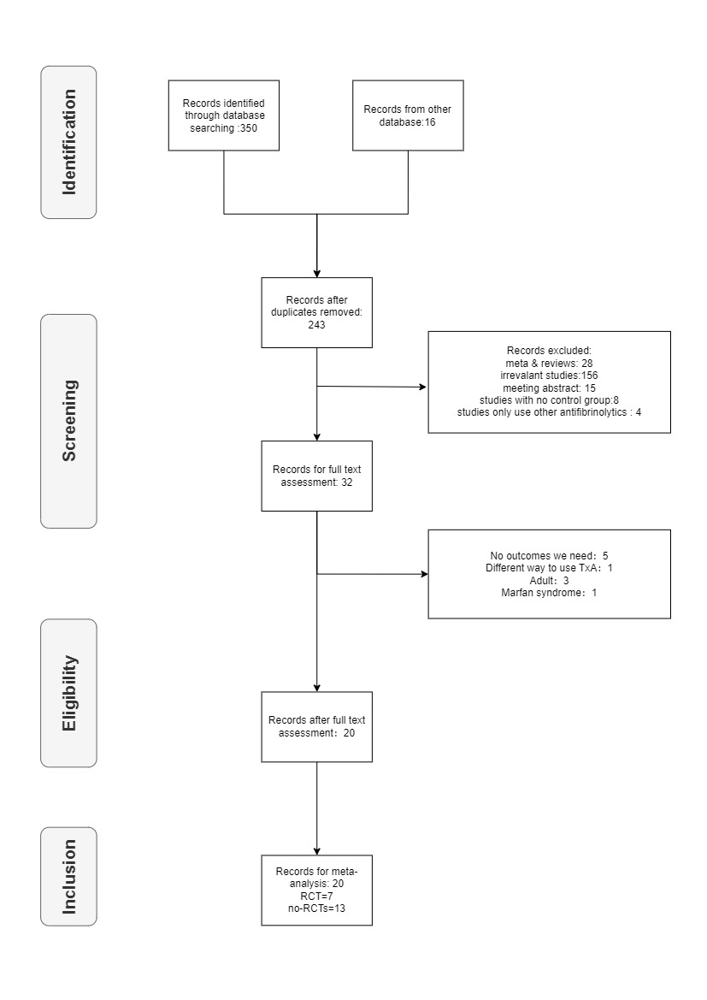 Identification
Records identified
through database
searching :350
Records from other
database:16
Screening
Records after
duplicates removed:
243
Records excluded:
meta & reviews: 28
irrevalant studies:156
meeting abstract: 15
studies with no control group:8
studies only use other antifibrinolytics : 4
Records for full text
assessment: 32
No outcomes we need：5
Different way to use TxA：1
Adult：3
Marfan syndrome：1
Eligibility
Records after full text
assessment：20
Inclusion
Records for meta-
analysis: 20
RCT=7
no-RCTs=13